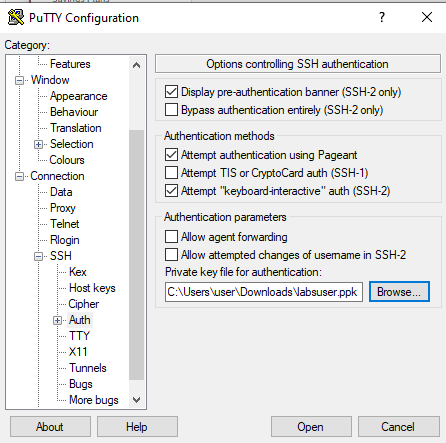 PuTTY Configuration
?
Category:
Features
Window
Appearance
Behaviour
Translation
Selection
Colours
Connection
Data
Proxy
Telnet
Rlogin
SSH
Kex
Host keys
Cipher
Auth
TTY
X11
Tunnels
Bugs
More bugs
Options controlling SSH authentication
Display pre-authentication banner (SSH-2 only)
Bypass authentication entirely (SSH-2 only)
Authentication methods
Attempt authentication using Pageant
Attempt TIS or CryptoCard auth (SSH-1)
Attempt "keyboard-interactive" auth (SSH-2)
Authentication parameters
Allow agent forwarding
Allow attempted changes of username in SSH-2
Private key file for authentication:
C:\Users\user\Downloads\labsuser.ppk Browse...
About Help Open Cancel